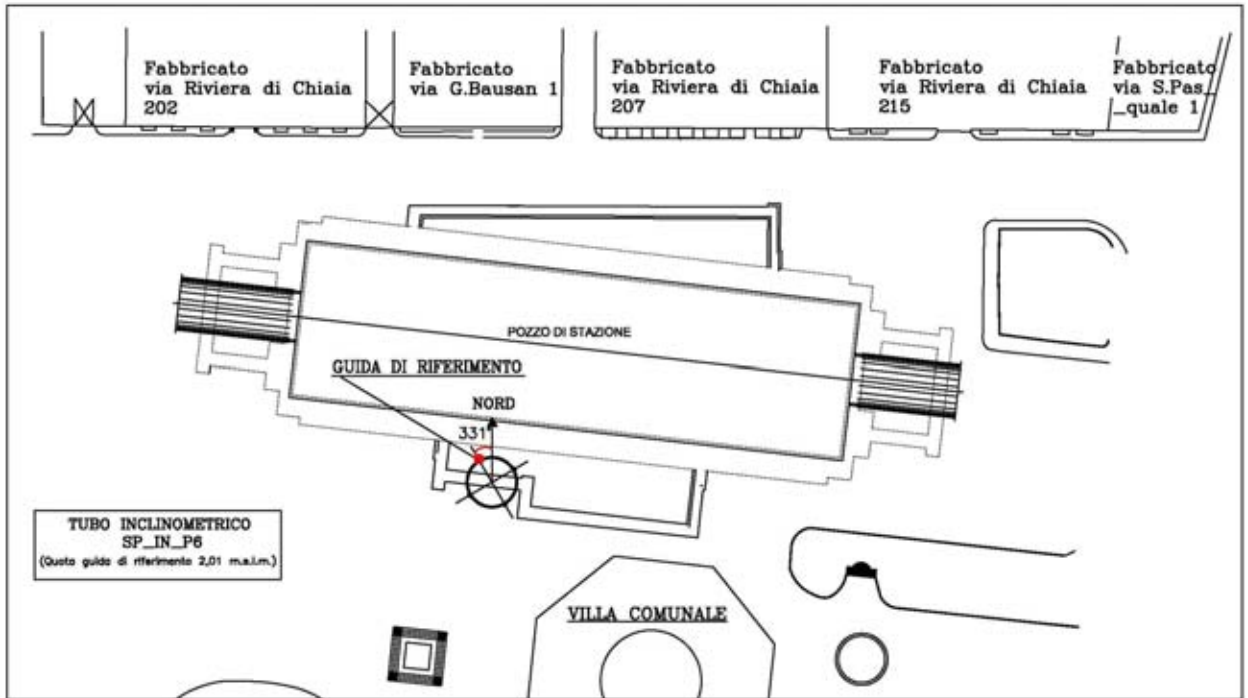 Fabbricato
via Riviera di Chiaia
202
Fabbricato
via G.Bausan 1
Fabbricato
via Riviera di Chiaia
207
Fabbricato
via Riviera di Chiaia
215
Fabbricato
via S.Pas_
_quale 1
POZZO DI STAZIONE
GUIDA DI RIFERIMENTO
NORD
331
TUBO INCLINOMETRICO
SP_IN_P6
(Quota guida di riferimento 2,01 m.s.l.m.)
VILLA COMUNALE